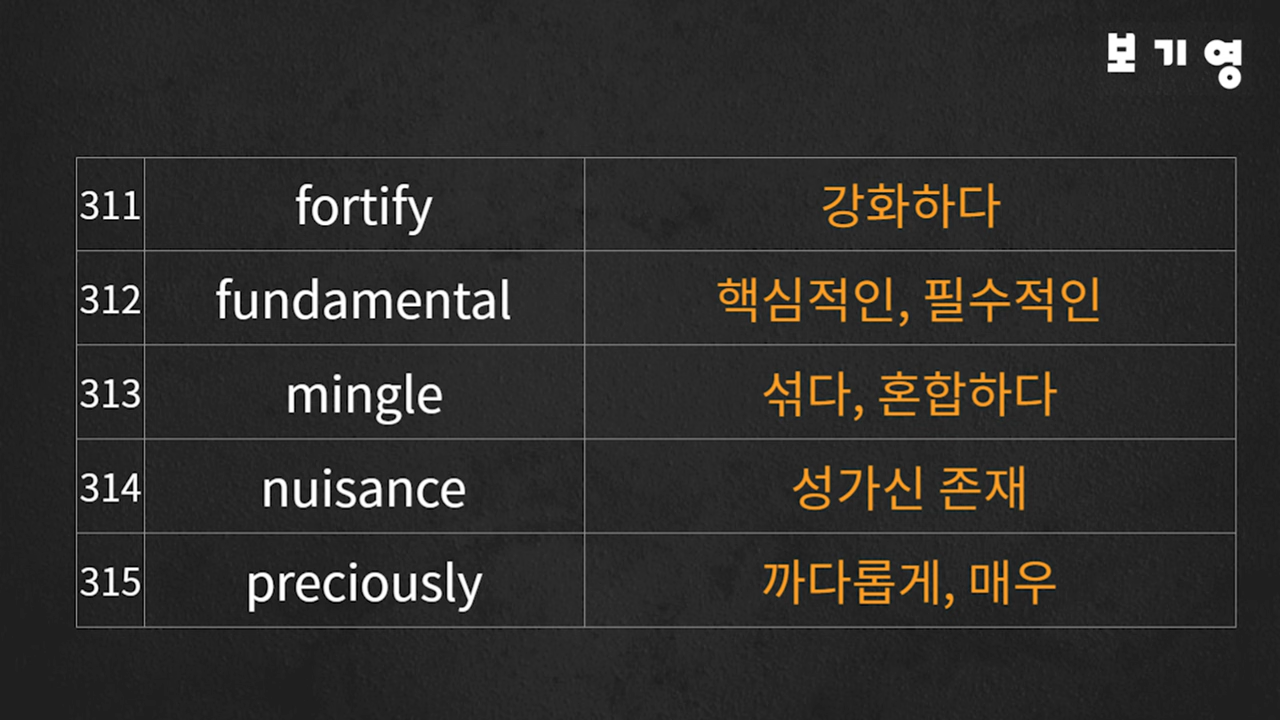 보기영
311 fortify 강화하다
312 fundamental 핵심적인, 필수적인
313 mingle 섞다, 혼합하다
314 nuisance 성가신 존재
315 preciously 까다롭게, 매우